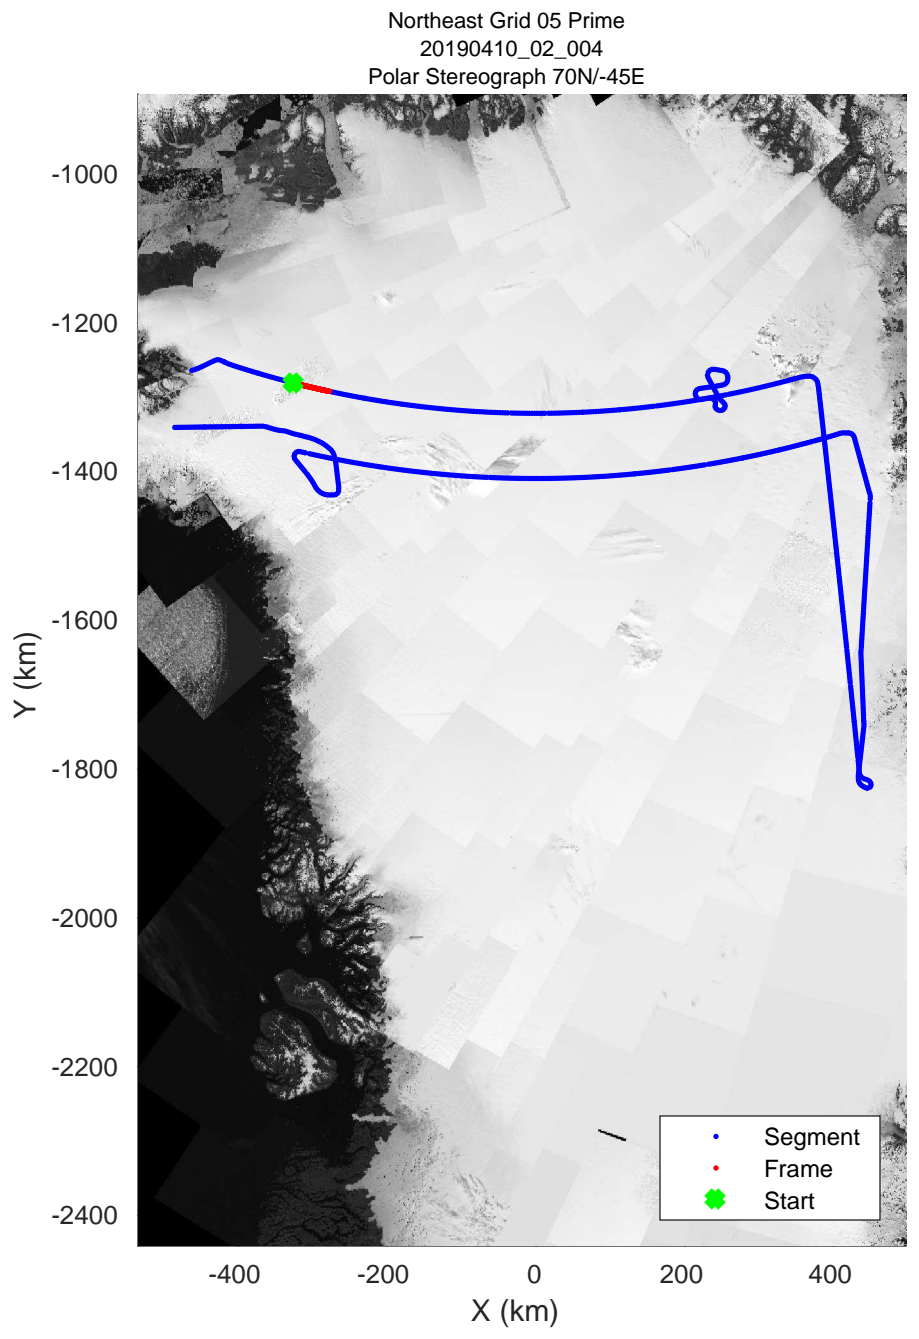 Northeast Grid 05 Prime
20190410_02_004
Polar Stereograph 70N/-45E
-1000
-1200
-1400
-1600
-1800
-2000
-2200
-2400
Y (km)
Segment
Frame
Start
-400
-200
0
200
400
X (km)